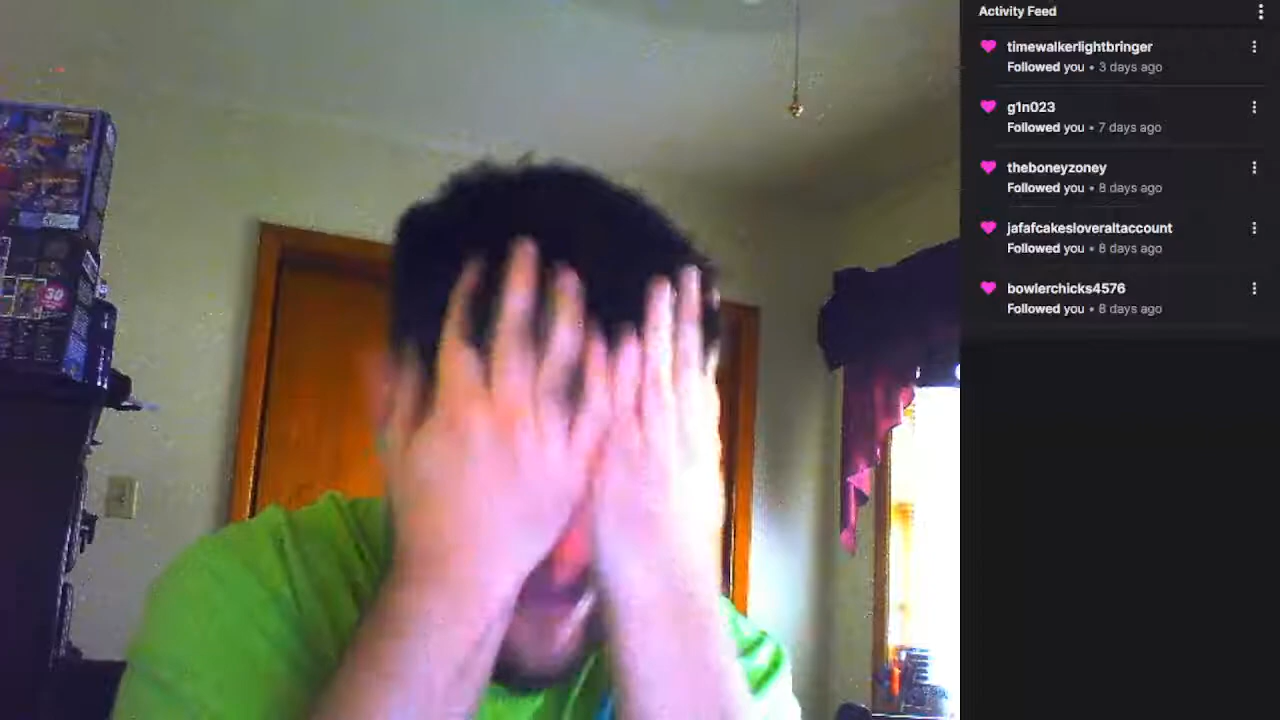 Activity Feed
timewalkerlightbringer
Followed you • 3 days ago
g1n023
Followed you • 7 days ago
theboneyzoney
Followed you • 8 days ago
jafafcakesloveraltaccount
Followed you • 8 days ago
bowlerchicks4576
Followed you • 8 days ago
30